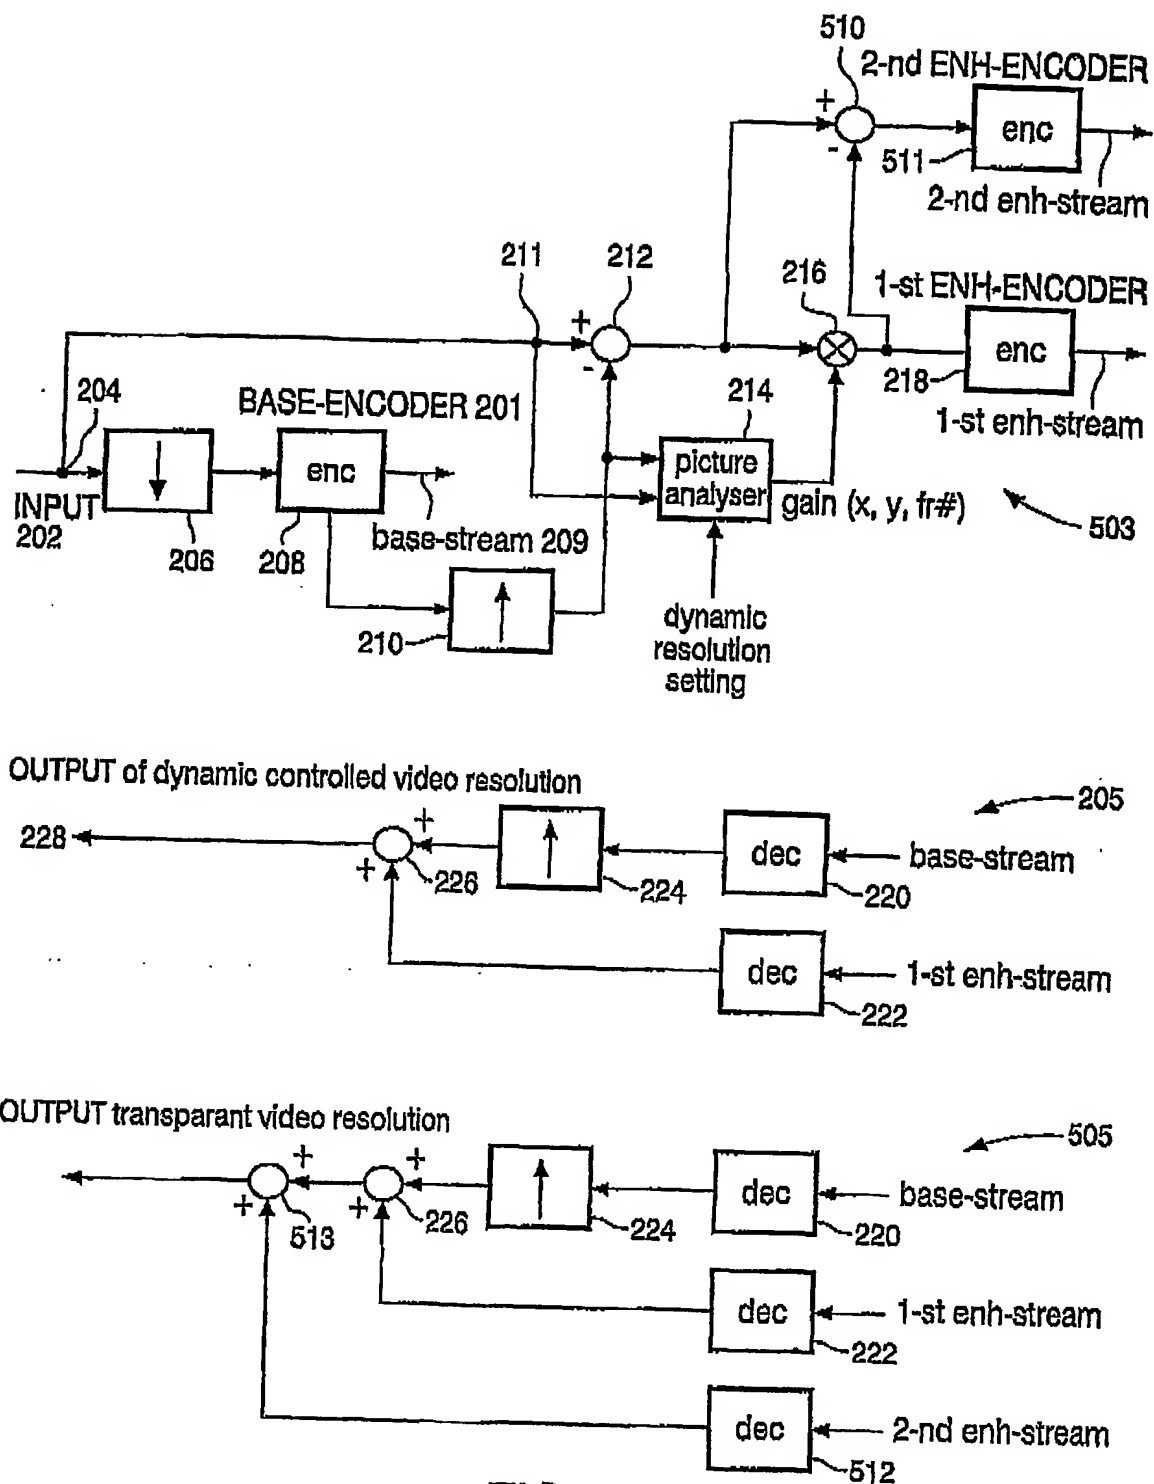 510
2-nd ENH-ENCODER
+
enc
-
511
2-nd enh-stream
211
212
216
1-st ENH-ENCODER
+
-
enc
218
1-st enh-stream
204
BASE-ENCODER 201
214
enc
picture
analyser
INPUT
202
gain (x, y, fr#)
503
206
208
base-stream 209
210
dynamic
resolution
setting
OUTPUT of dynamic controlled video resolution
205
228
+
+
226
224
dec
base-stream
220
dec
1-st enh-stream
222
OUTPUT transparant video resolution
505
+
+
+
+
513
226
224
dec
base-stream
220
dec
1-st enh-stream
222
dec
2-nd enh-stream
512